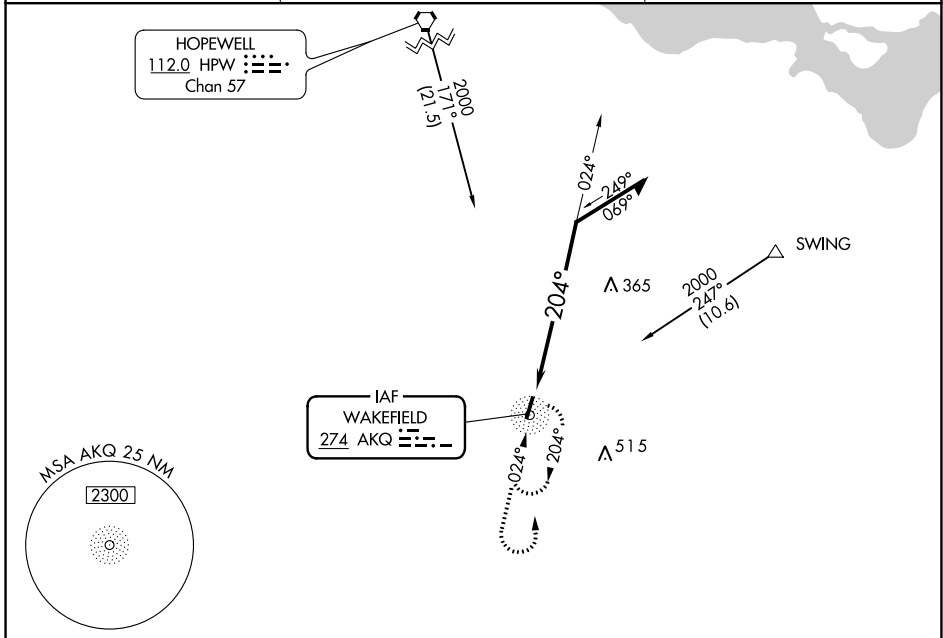 HOPEWELL
112.0 HPW
Chan 57
2000
171°
(21.5)
024°
249°
069°
SWING
204°
365
2000
247°
(10.6)
IAF
WAKEFIELD
274 AKQ
515
024°
204°
MSA AKQ 25 NM
2300